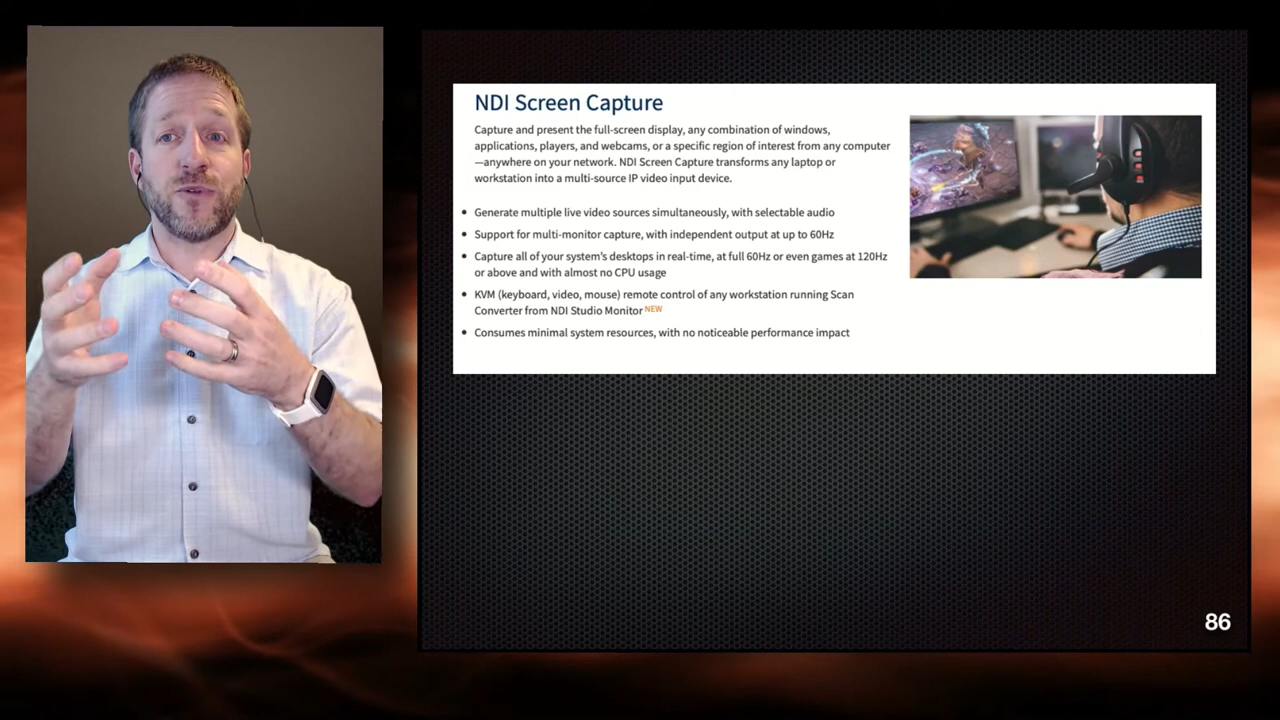 NDI Screen Capture
Capture and present the full-screen display, any combination of windows,
applications, players, and webcams, or a specific region of interest from any computer
—anywhere on your network. NDI Screen Capture transforms any laptop or
workstation into a multi-source IP video input device.
• Generate multiple live video sources simultaneously, with selectable audio
• Support for multi-monitor capture, with independent output at up to 60Hz
• Capture all of your system's desktops in real-time, at full 60Hz or even games at 120Hz
or above and with almost no CPU usage
• KVM (keyboard, video, mouse) remote control of any workstation running Scan
Converter from NDI Studio Monitor NEW
• Consumes minimal system resources, with no noticeable performance impact
86